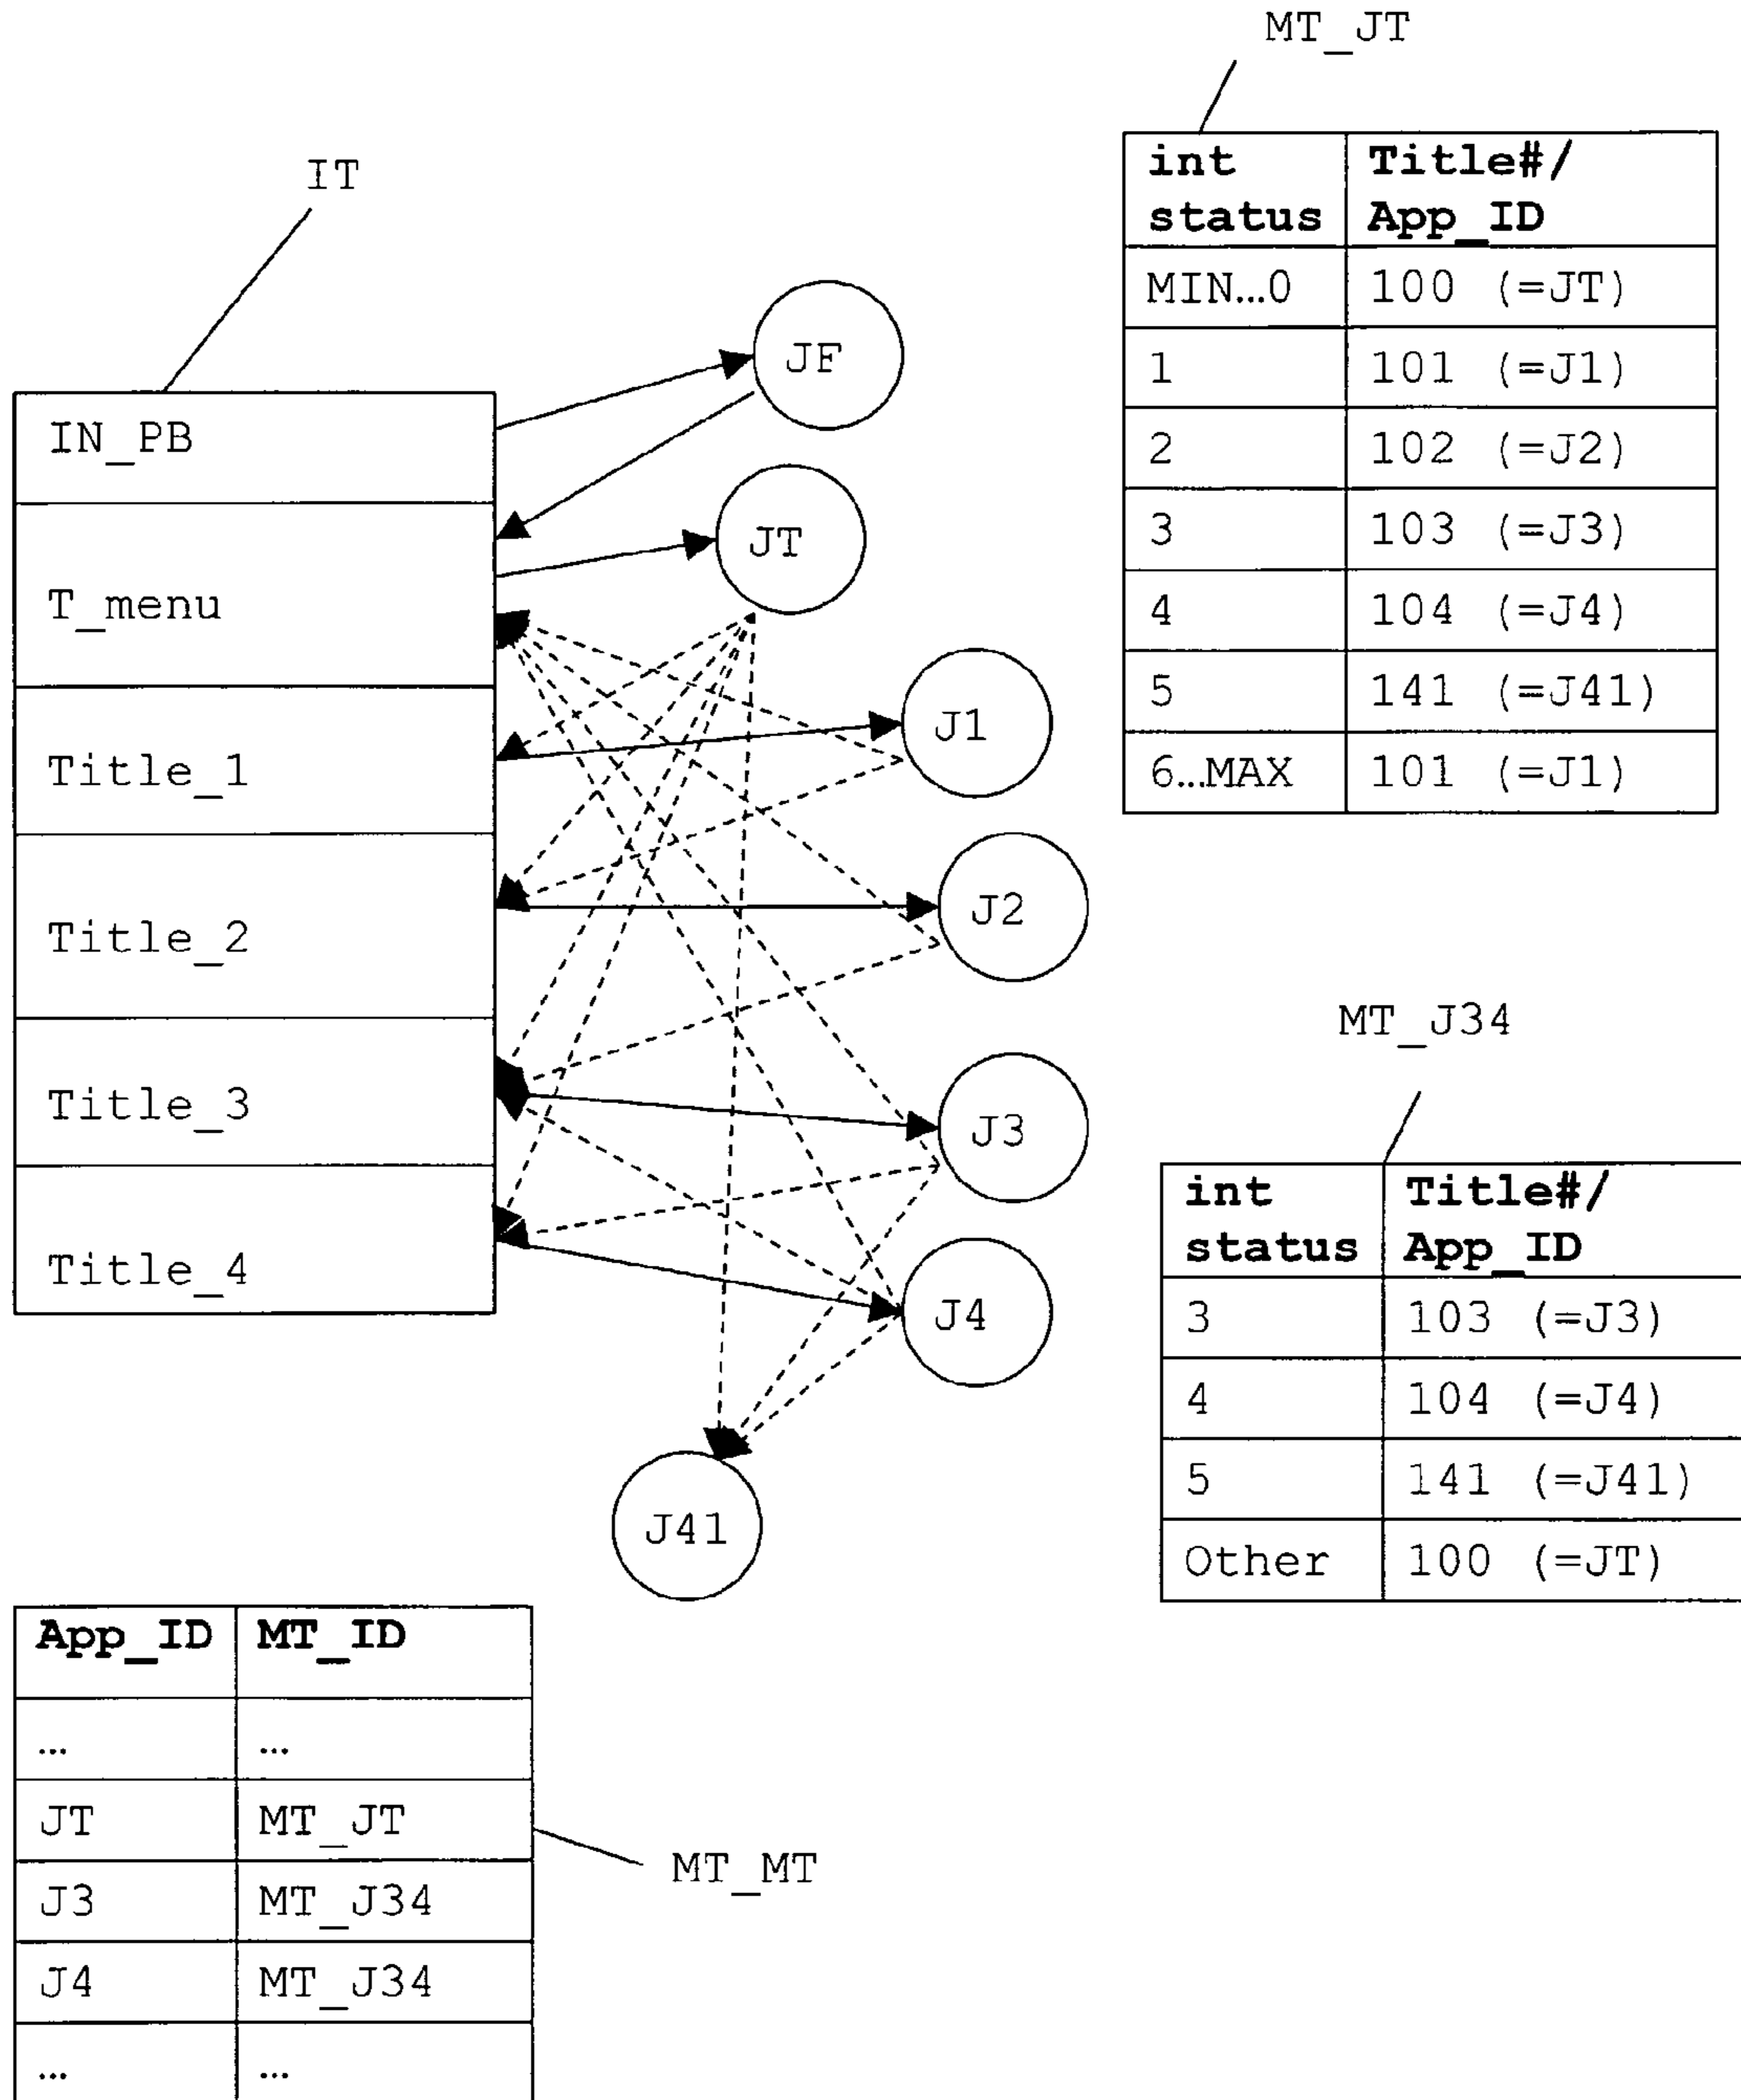 MT_JT
IT
int status Title#/ App_ID
MIN…0 100 (=JT)
1 101 (=J1)
2 102 (=J2)
3 103 (=J3)
4 104 (=J4)
5 141 (=J41)
6…MAX 101 (=J1)
IN_PB
T_menu
Title_1
Title_2
Title_3
Title_4
JF
JT
J1
J2
J3
J4
J41
MT_J34
int status Title#/ App_ID
3 103 (=J3)
4 104 (=J4)
5 141 (=J41)
Other 100 (=JT)
App_ID MT_ID
… …
JT MT_JT
J3 MT_J34
J4 MT_J34
… …
MT_MT